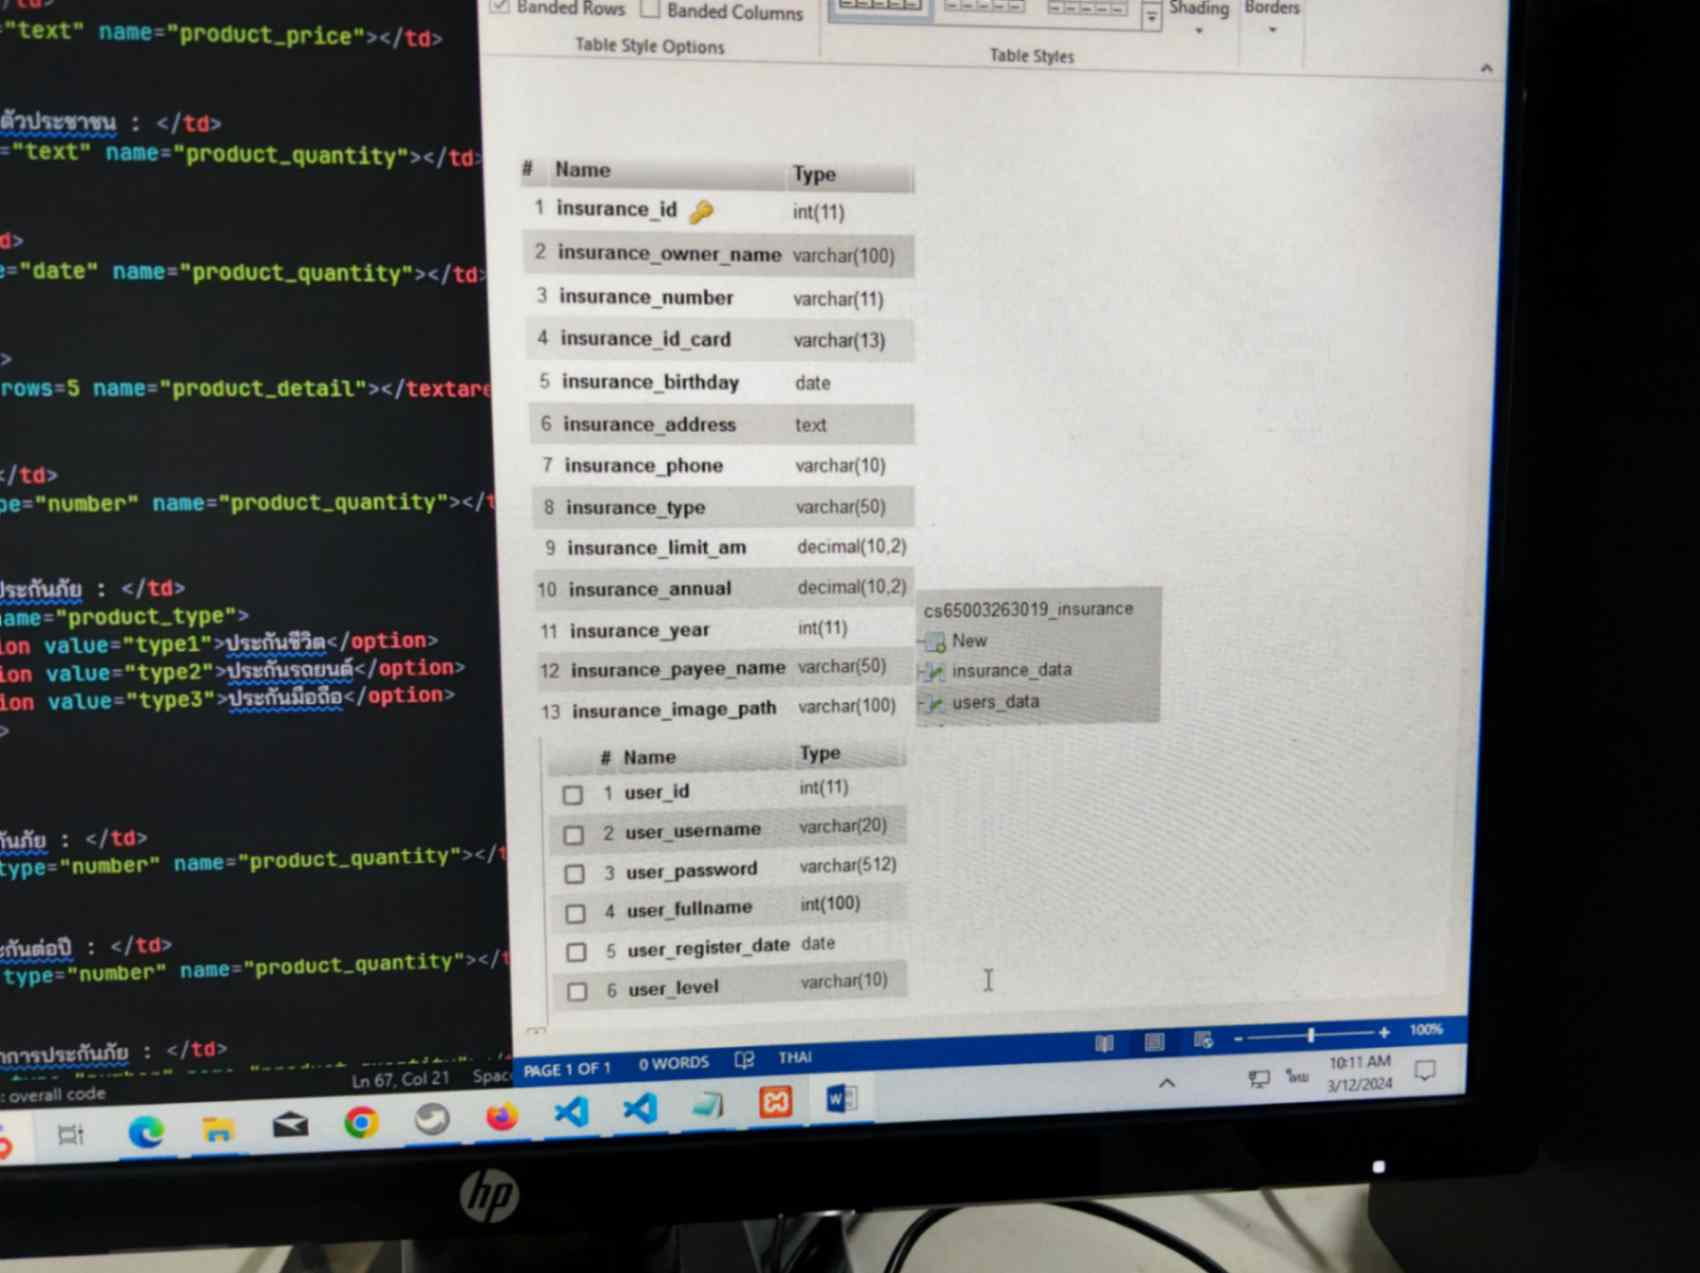 "text" name="product_price"></td>
ตัวประชาชน : </td>
="text" name="product_quantity"></td>
d>
="date" name="product_quantity"></td>
>
rows=5 name="product_detail"></textare
</td>
pe="number" name="product_quantity"></t
ประกันภัย : </td>
ame="product_type">
ion value="type1">ประกันชีวิต</option>
ion value="type2">ประกันรถยนต์</option>
ion value="type3">ประกันมือถือ</option>
>
กันภัย : </td>
type="number" name="product_quantity"></t
ะกันต่อปี : </td>
type="number" name="product_quantity"></t
าการประกันภัย : </td>
Ln 67, Col 21 Spac
: overall code
Banded Rows Banded Columns
Table Style Options
Shading Borders
Table Styles
# Name Type
1 insurance_id int(11)
2 insurance_owner_name varchar(100)
3 insurance_number varchar(11)
4 insurance_id_card varchar(13)
5 insurance_birthday date
6 insurance_address text
7 insurance_phone varchar(10)
8 insurance_type varchar(50)
9 insurance_limit_am decimal(10,2)
10 insurance_annual decimal(10,2)
11 insurance_year int(11)
12 insurance_payee_name varchar(50)
13 insurance_image_path varchar(100)
cs65003263019_insurance
New
insurance_data
users_data
# Name Type
1 user_id int(11)
2 user_username varchar(20)
3 user_password varchar(512)
4 user_fullname int(100)
5 user_register_date date
6 user_level varchar(10)
PAGE 1 OF 1 0 WORDS THAI
100%
ไทย
10:11 AM
3/12/2024
hp